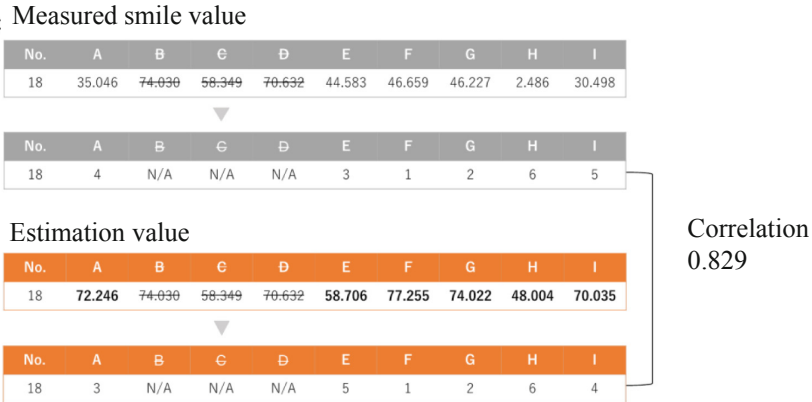 Measured smile value
No. A B C D E F G H I
18 35.046 74.030 58.349 70.632 44.583 46.659 46.227 2.486 30.498
No. A B C D E F G H I
18 4 N/A N/A N/A 3 1 2 6 5
Estimation value
No. A B C D E F G H I
18 72.246 74.030 58.349 70.632 58.706 77.255 74.022 48.004 70.035
No. A B C D E F G H I
18 3 N/A N/A N/A 5 1 2 6 4
Correlation
0.829